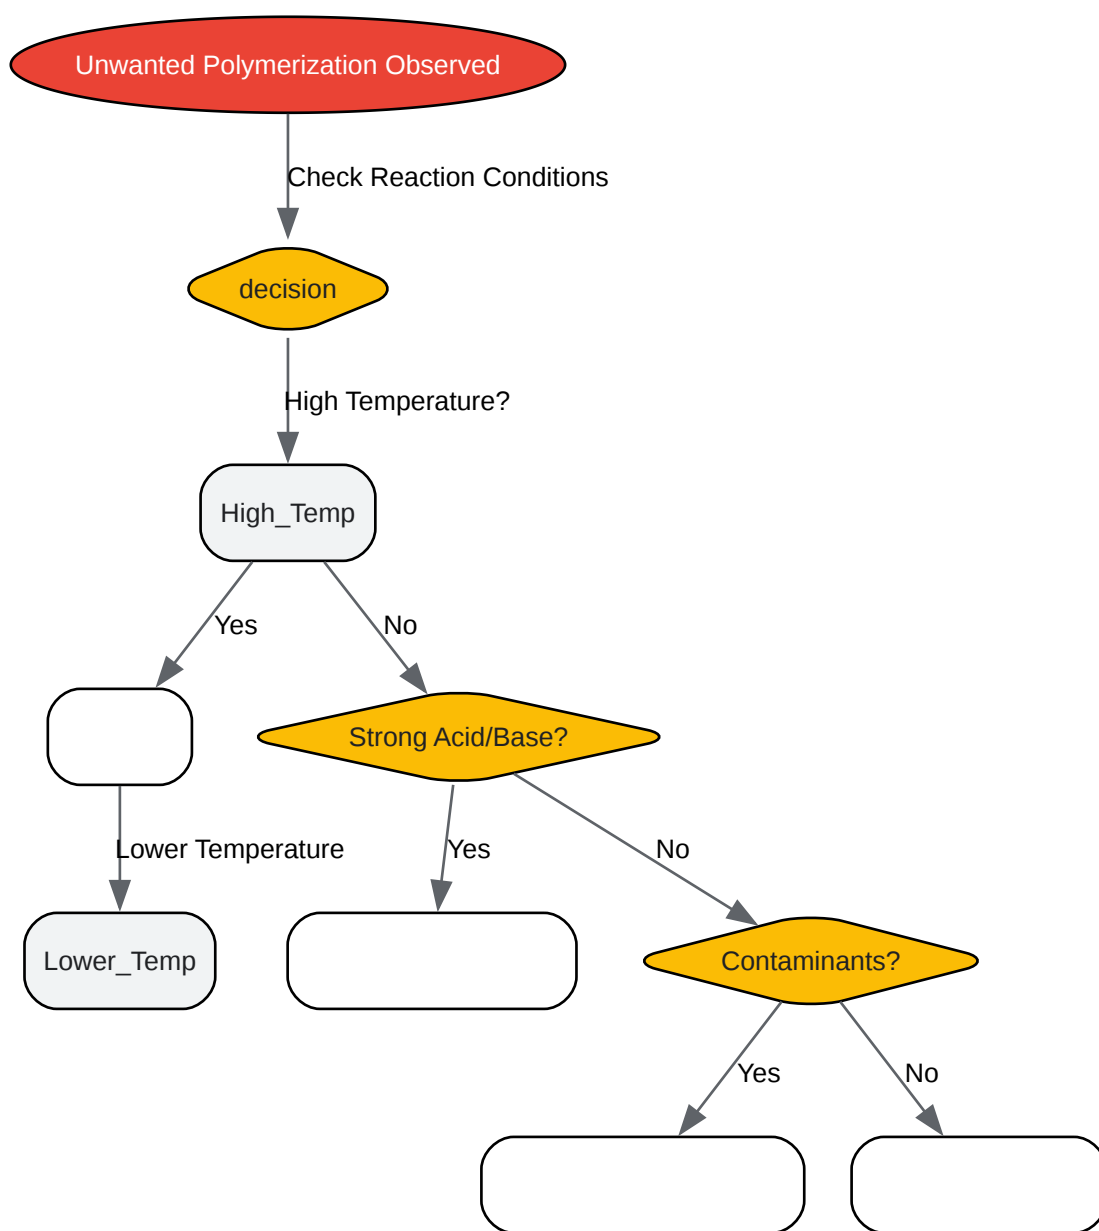 Unwanted Polymerization Observed
Check Reaction Conditions
decision
High Temperature?
High_Temp
Yes
No
Strong Acid/Base?
Lower Temperature
Yes
No
Lower_Temp
Contaminants?
Yes
No